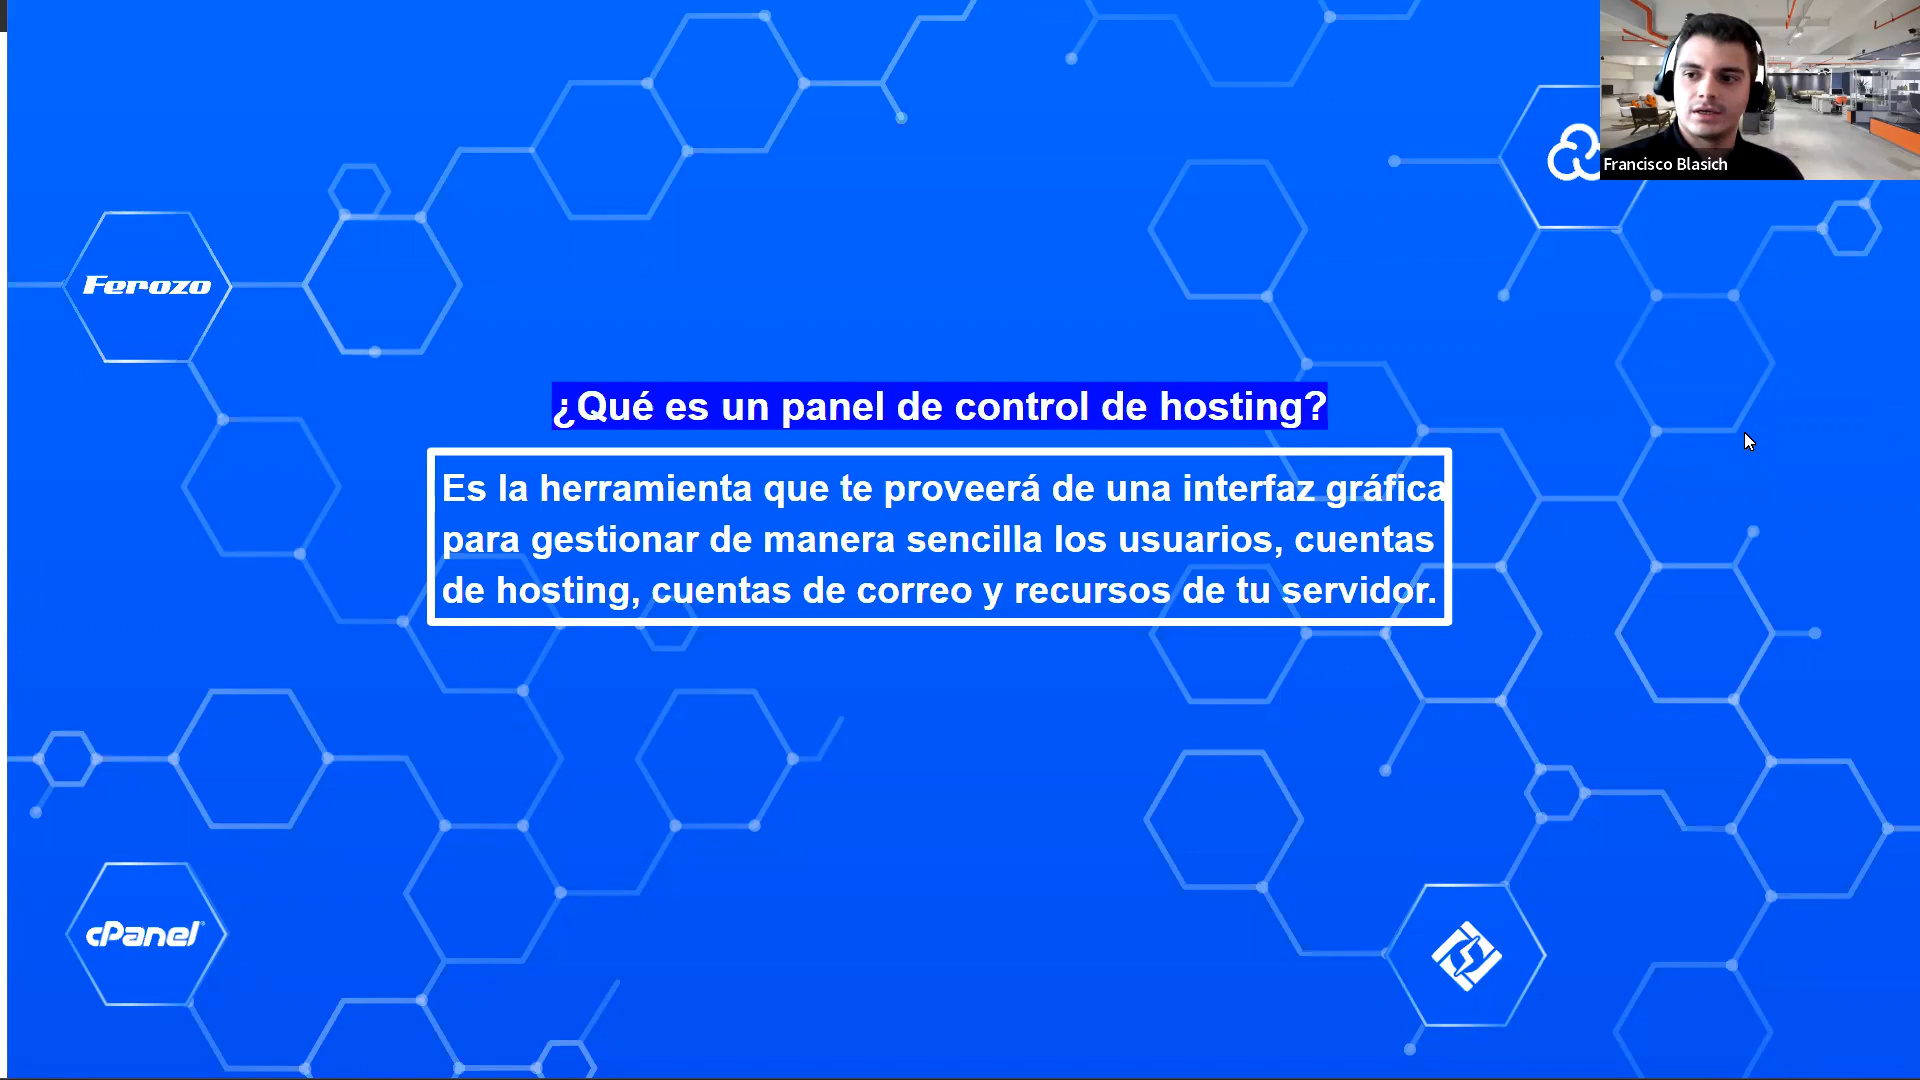 Francisco Blasich
Ferozo
¿Qué es un panel de control de hosting?
Es la herramienta que te proveerá de una interfaz gráfica
para gestionar de manera sencilla los usuarios, cuentas
de hosting, cuentas de correo y recursos de tu servidor.
cPanel